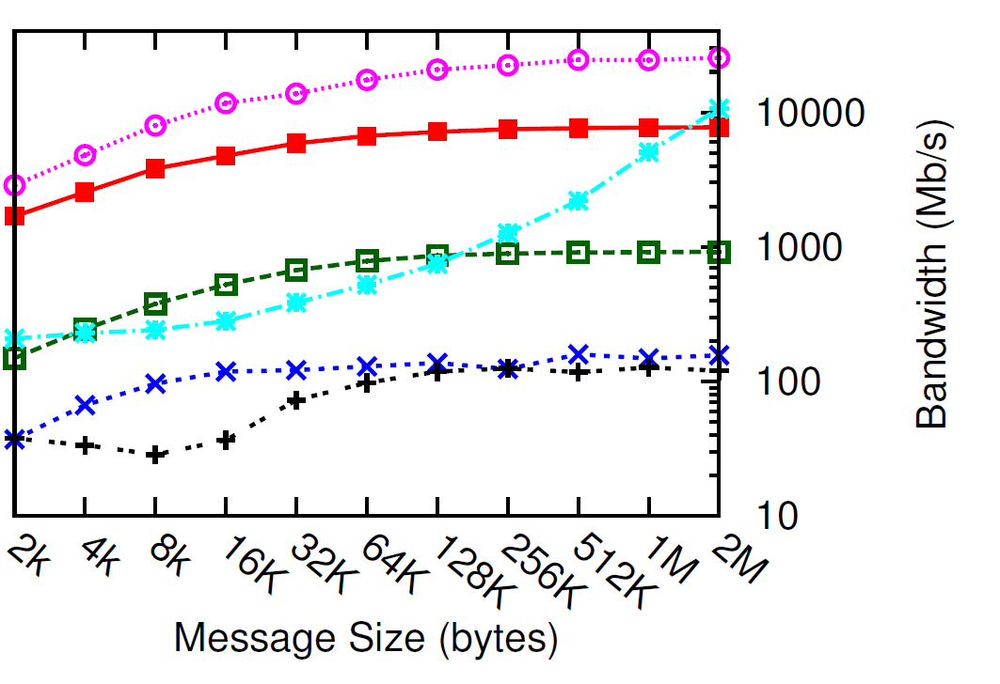 10000
1000
100
10
Bandwidth (Mb/s)
2k 4k 8k 16K 32K 64K 128K 256K 512K 1M 2M
Message Size (bytes)